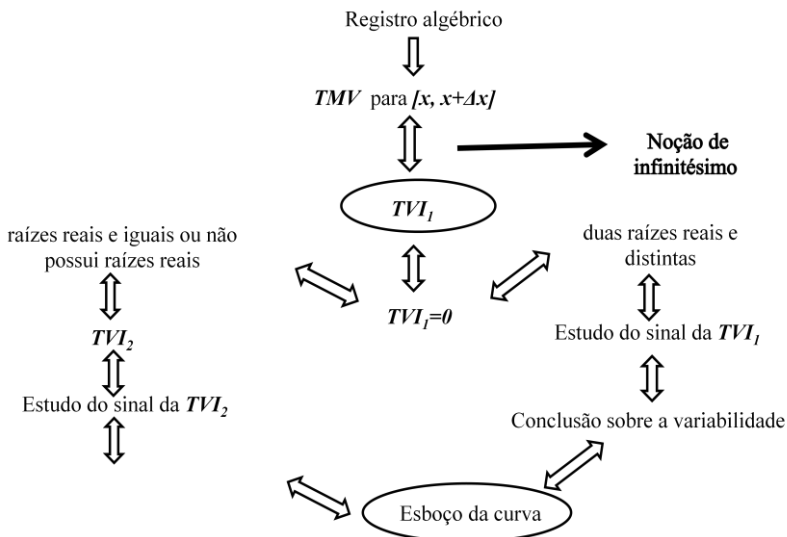 Registro algébrico
TMV para [x, x+Δx]
Noção de
infinitésimo
TVI₁
raízes reais e iguais ou não
possui raízes reais
duas raízes reais e
distintas
TVI₁=0
TVI₂
Estudo do sinal da TVI₁
Estudo do sinal da TVI₂
Conclusão sobre a variabilidade
Esboço da curva